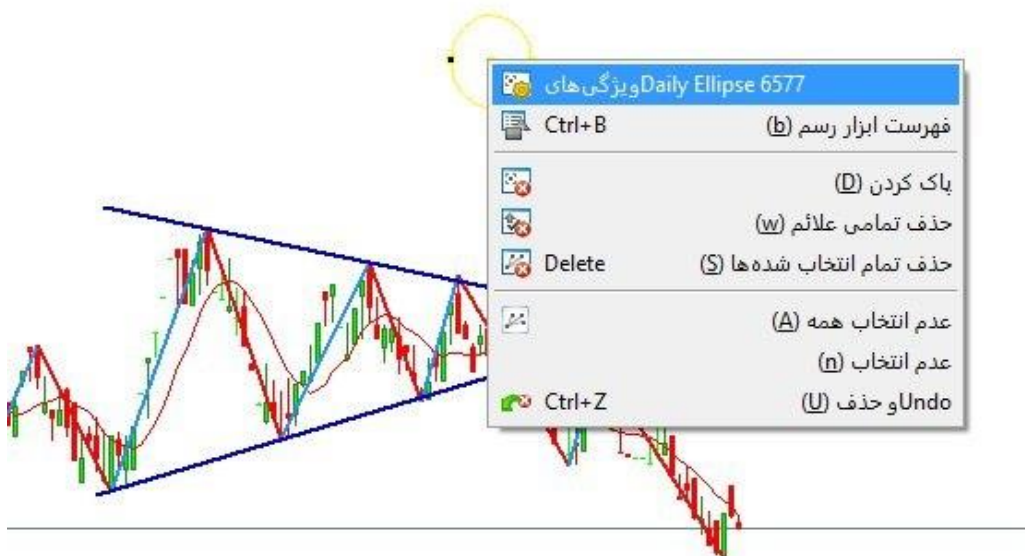 ویژگی‌های Daily Ellipse 6577
فهرست ابزار رسم (b) Ctrl+B
پاک کردن (D)
حذف تمامی علائم (w)
حذف تمام انتخاب شده‌ها (S) Delete
عدم انتخاب همه (A)
عدم انتخاب (n)
Undo و حذف (U) Ctrl+Z